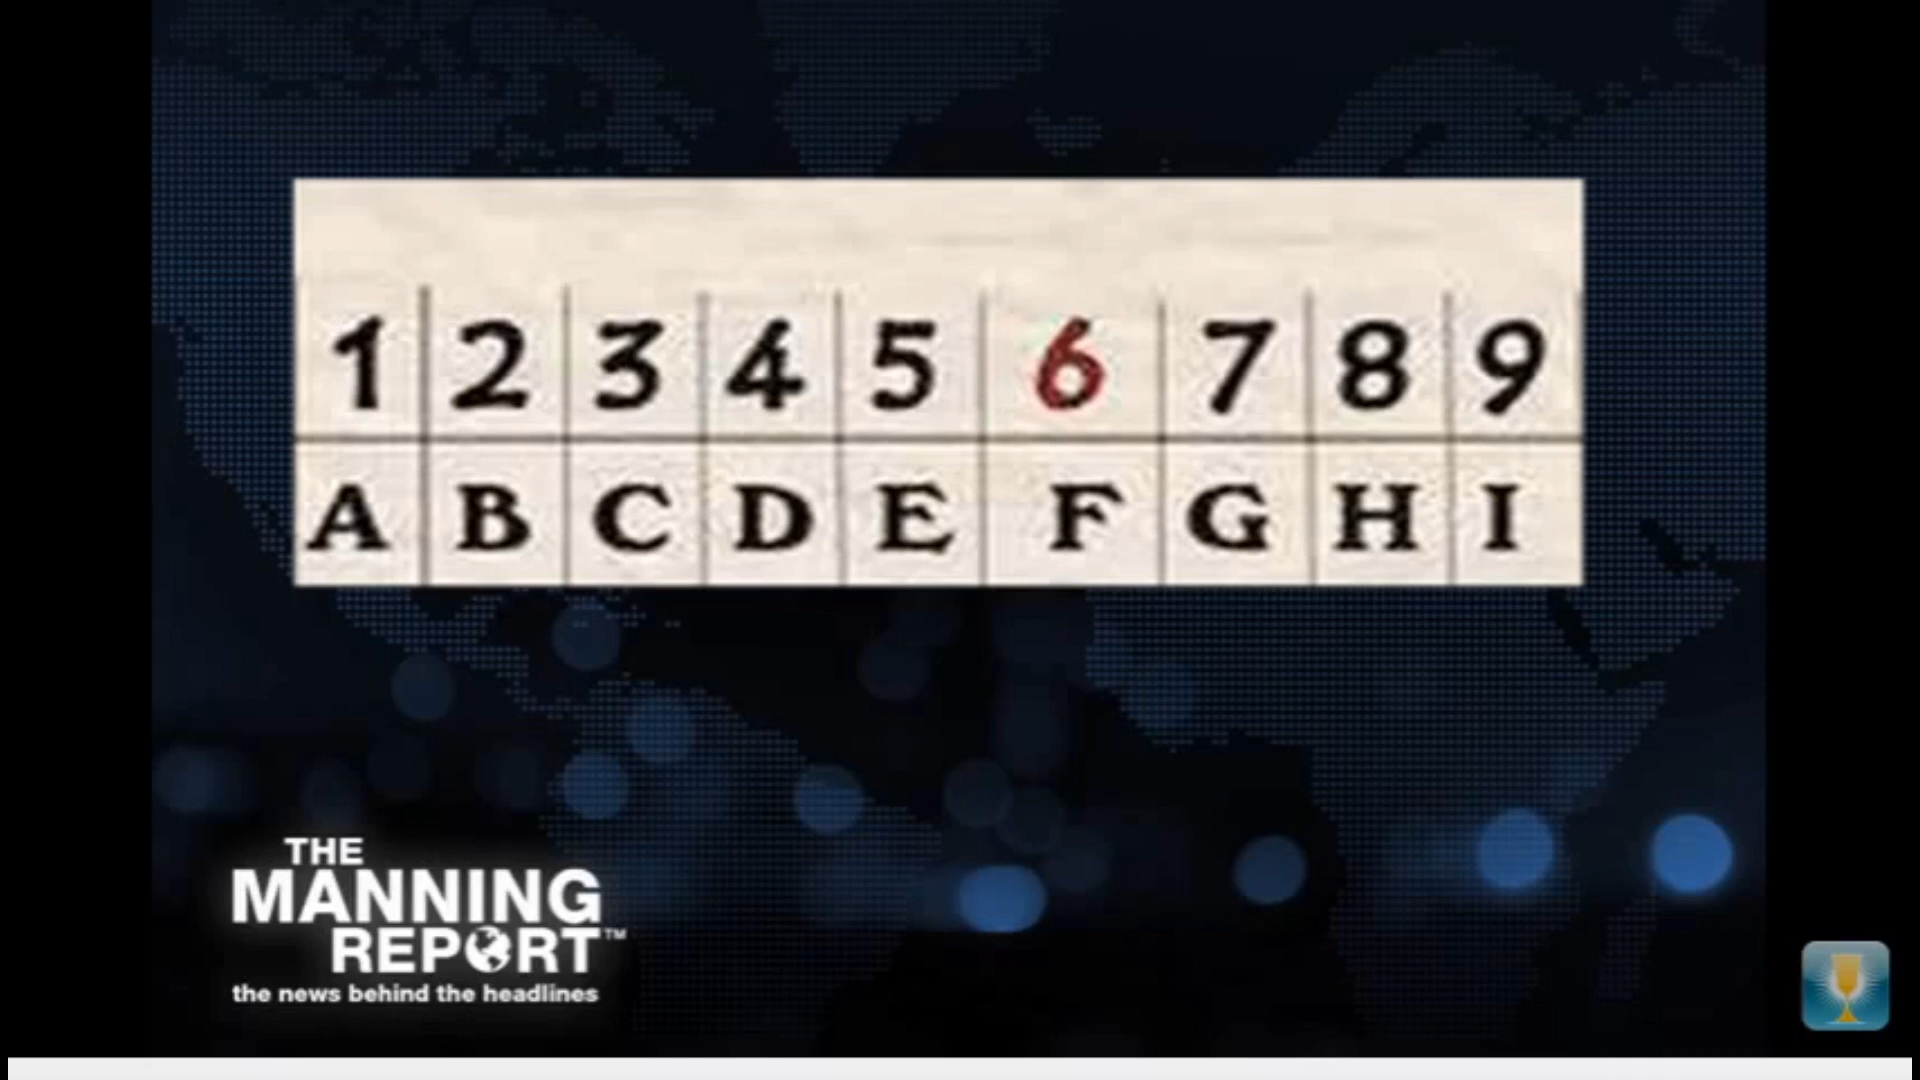 1 2 3 4 5 6 7 8 9
A B C D E F G H I
THE
MANNING
REPORT™
the news behind the headlines